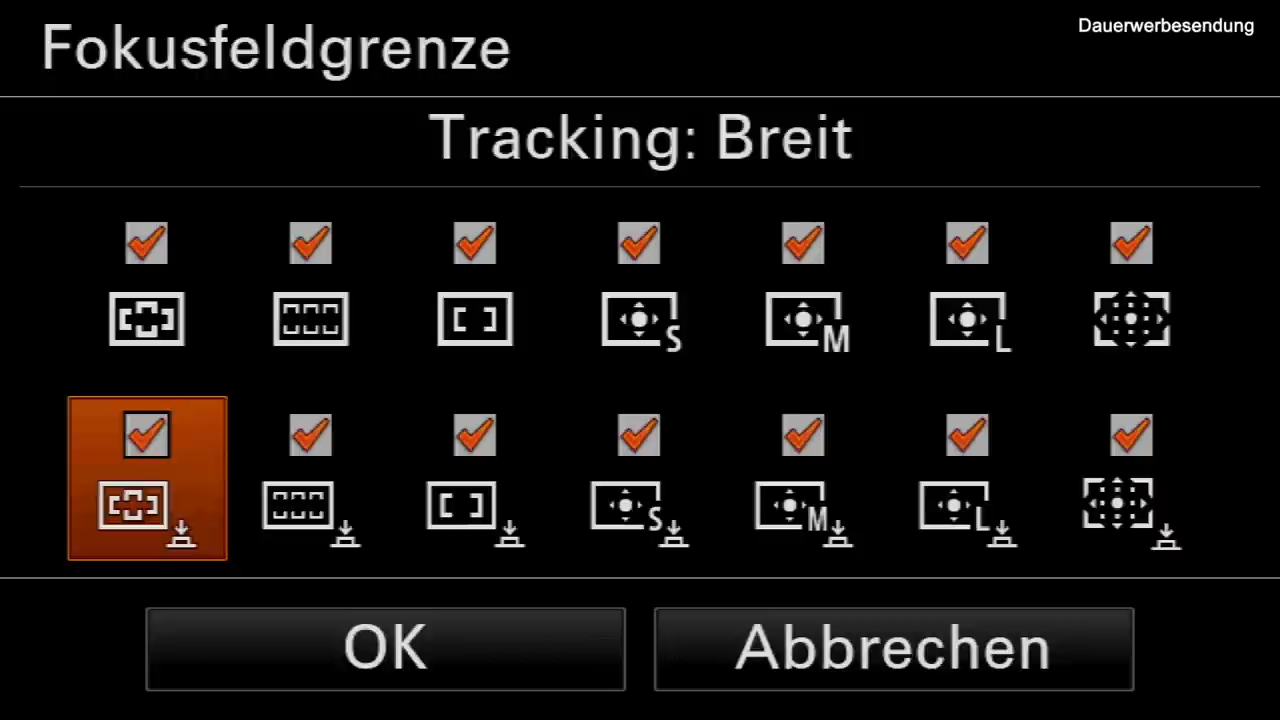 Fokusfeldgrenze
Dauerwerbesendung
Tracking: Breit
S
M
L
S
M
L
OK
Abbrechen